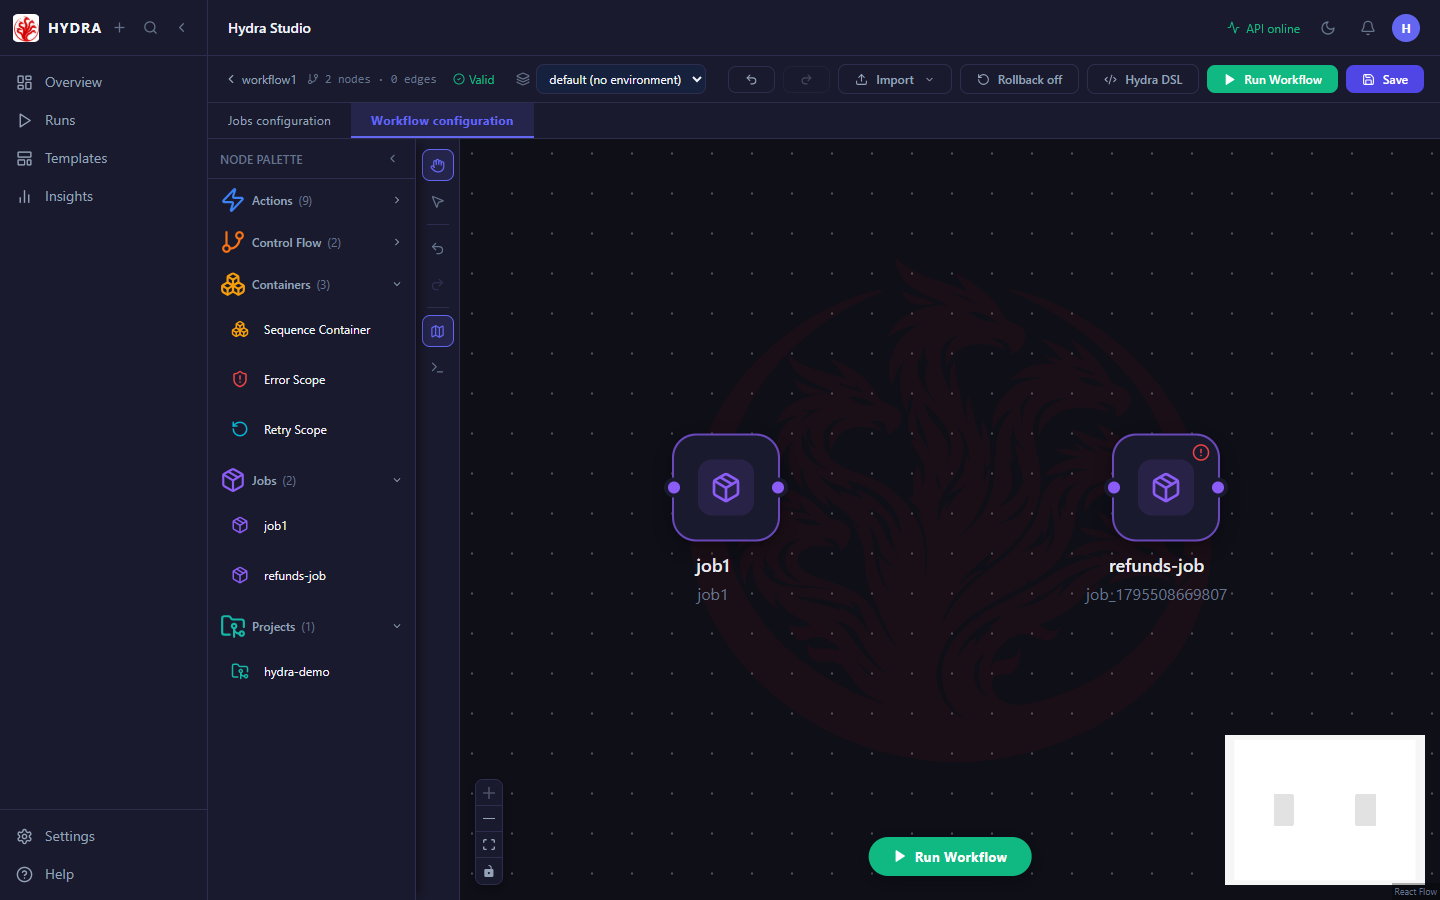 HYDRA
Hydra Studio
API online
H
Overview
Runs
Templates
Insights
Settings
Help
workflow1
2 nodes · 0 edges
Valid
default (no environment)
Import
Rollback off
Hydra DSL
Run Workflow
Save
Jobs configuration
Workflow configuration
NODE PALETTE
Actions (9)
Control Flow (2)
Containers (3)
Sequence Container
Error Scope
Retry Scope
Jobs (2)
job1
refunds-job
Projects (1)
hydra-demo
job1
job1
refunds-job
job_1795508669807
Run Workflow
React Flow